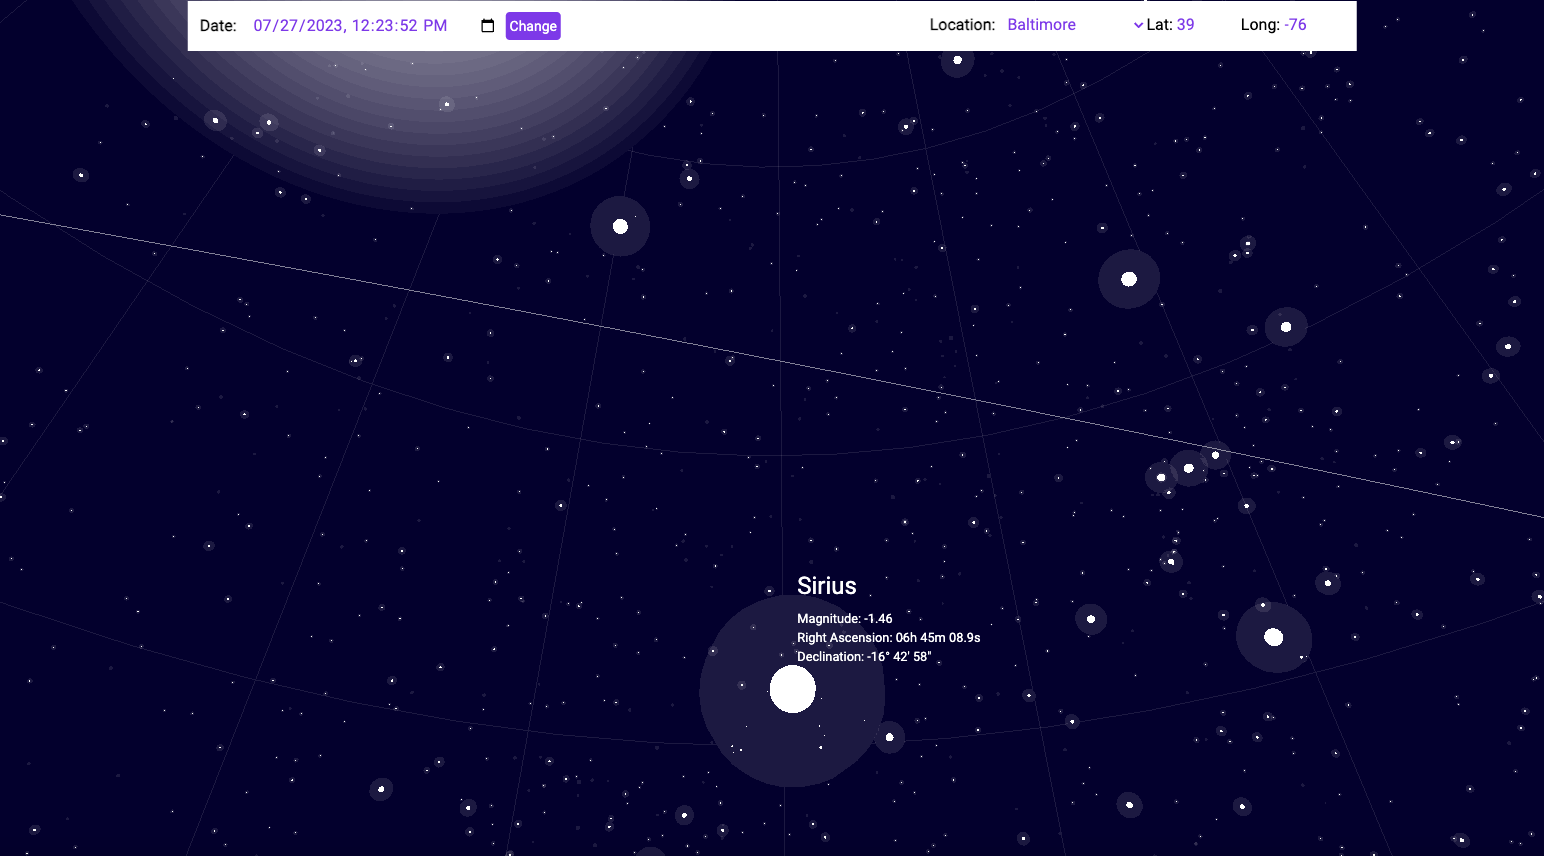 Date: 07/27/2023, 12:23:52 PM Change Location: Baltimore Lat: 39 Long: -76
Sirius
Magnitude: -1.46
Right Ascension: 06h 45m 08.9s
Declination: -16° 42' 58"